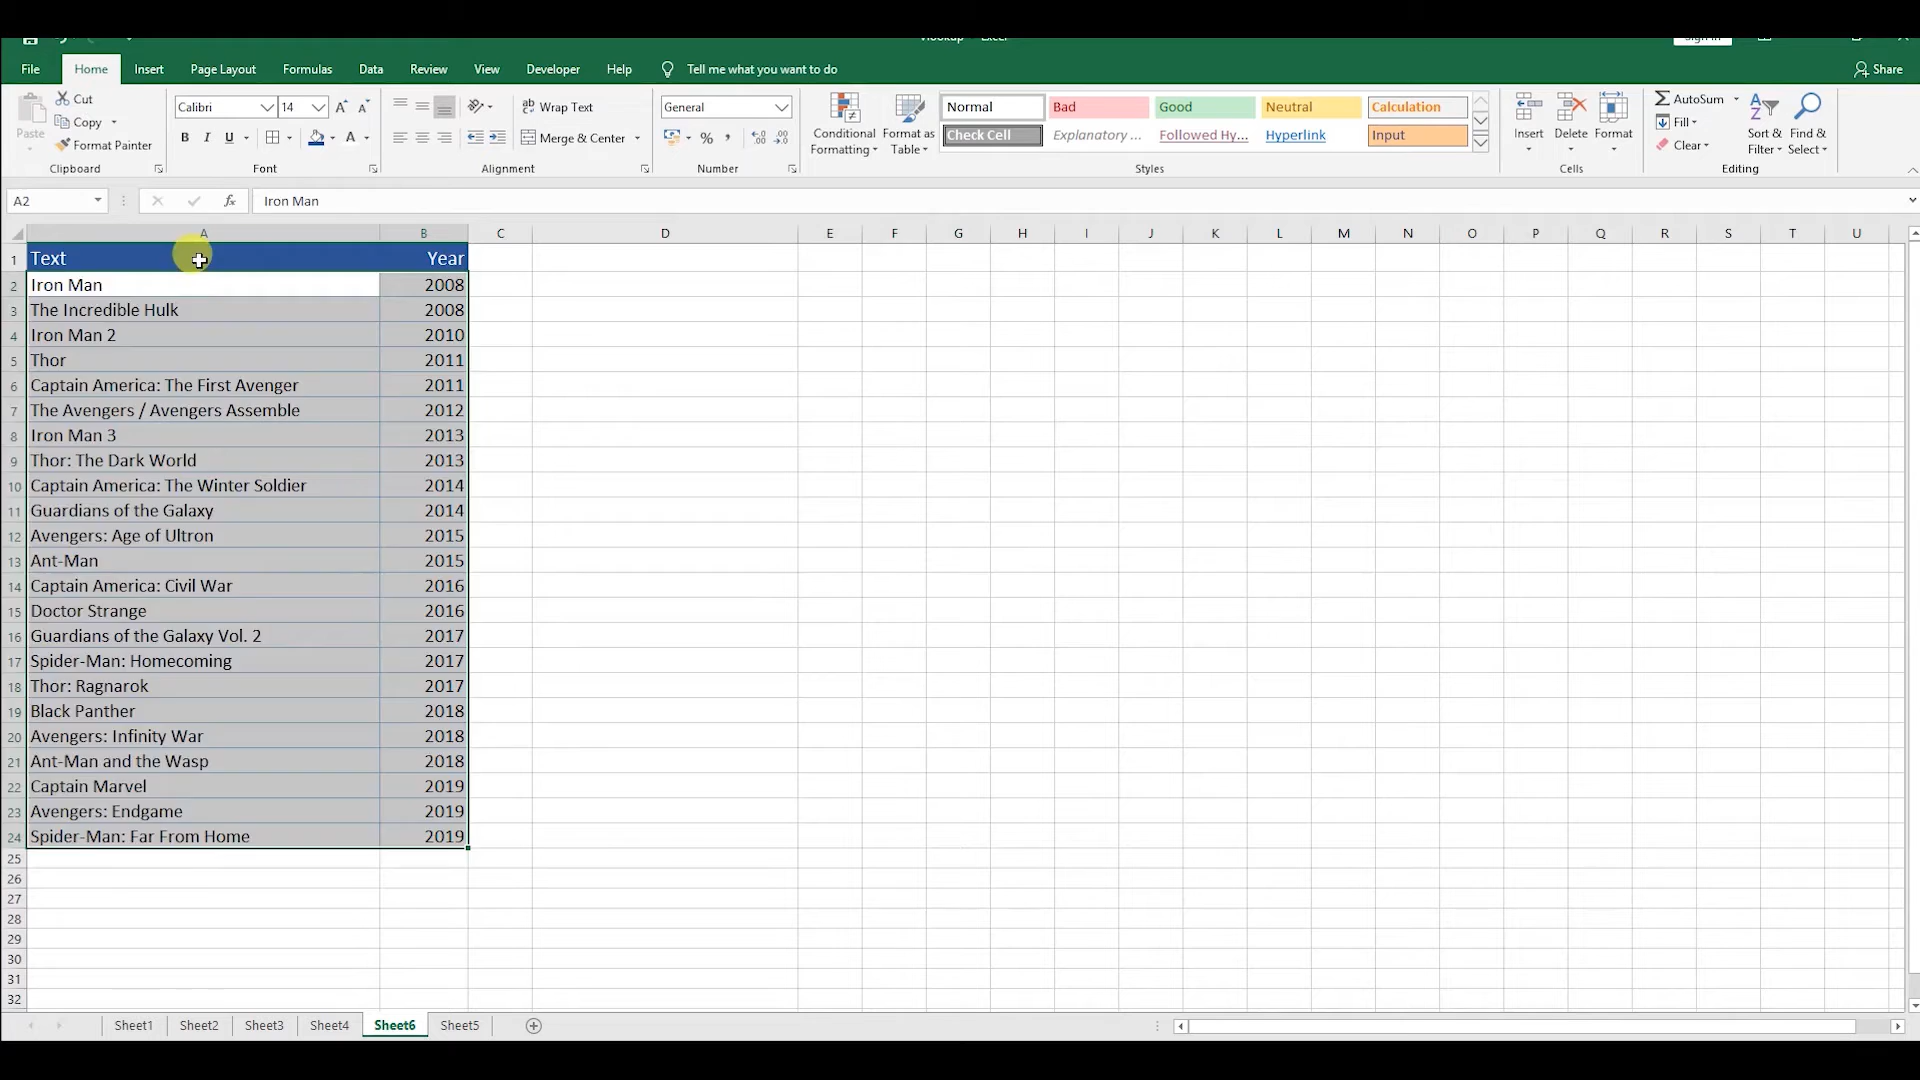 File Home Insert Page Layout Formulas Data Review View Developer Help Tell me what you want to do Share
Paste
Cut
Copy
Format Painter
Clipboard
Calibri 14 A A
B I U A
Font
ab Wrap Text
Merge & Center
Alignment
General
%
Number
Conditional Formatting
Format as Table
Normal Bad Good Neutral Calculation
Check Cell Explanatory ... Followed Hy... Hyperlink Input
Styles
Insert Delete Format
Cells
AutoSum
Fill
Clear
Sort & Filter
Find & Select
Editing
A2 fx Iron Man
A B C D E F G H I J K L M N O P Q R S T U
1 Text Year
2 Iron Man 2008
3 The Incredible Hulk 2008
4 Iron Man 2 2010
5 Thor 2011
6 Captain America: The First Avenger 2011
7 The Avengers / Avengers Assemble 2012
8 Iron Man 3 2013
9 Thor: The Dark World 2013
10 Captain America: The Winter Soldier 2014
11 Guardians of the Galaxy 2014
12 Avengers: Age of Ultron 2015
13 Ant-Man 2015
14 Captain America: Civil War 2016
15 Doctor Strange 2016
16 Guardians of the Galaxy Vol. 2 2017
17 Spider-Man: Homecoming 2017
18 Thor: Ragnarok 2017
19 Black Panther 2018
20 Avengers: Infinity War 2018
21 Ant-Man and the Wasp 2018
22 Captain Marvel 2019
23 Avengers: Endgame 2019
24 Spider-Man: Far From Home 2019
25
26
27
28
29
30
31
32
Sheet1 Sheet2 Sheet3 Sheet4 Sheet6 Sheet5